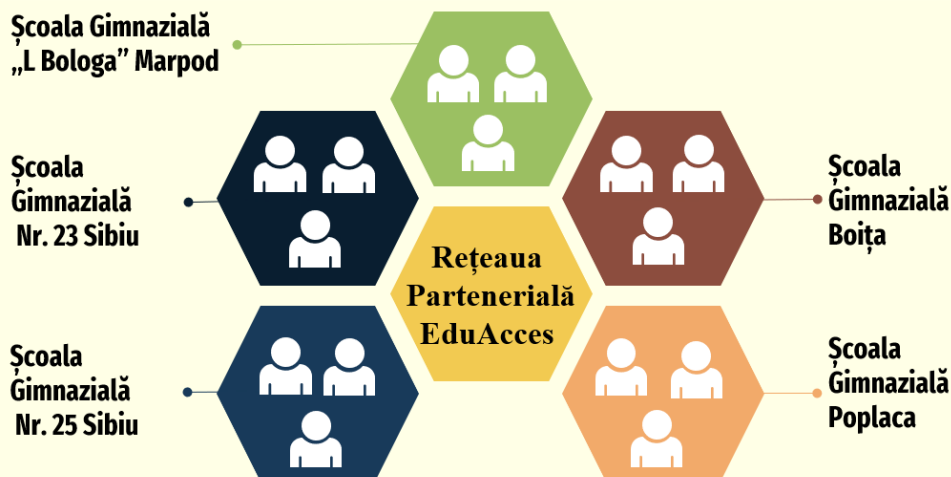 Școala Gimnazială
„L Bologa” Marpod
Școala
Gimnazială
Nr. 23 Sibiu
Școala
Gimnazială
Boița
Rețeaua
Partenerială
EduAcces
Școala
Gimnazială
Nr. 25 Sibiu
Școala
Gimnazială
Poplaca